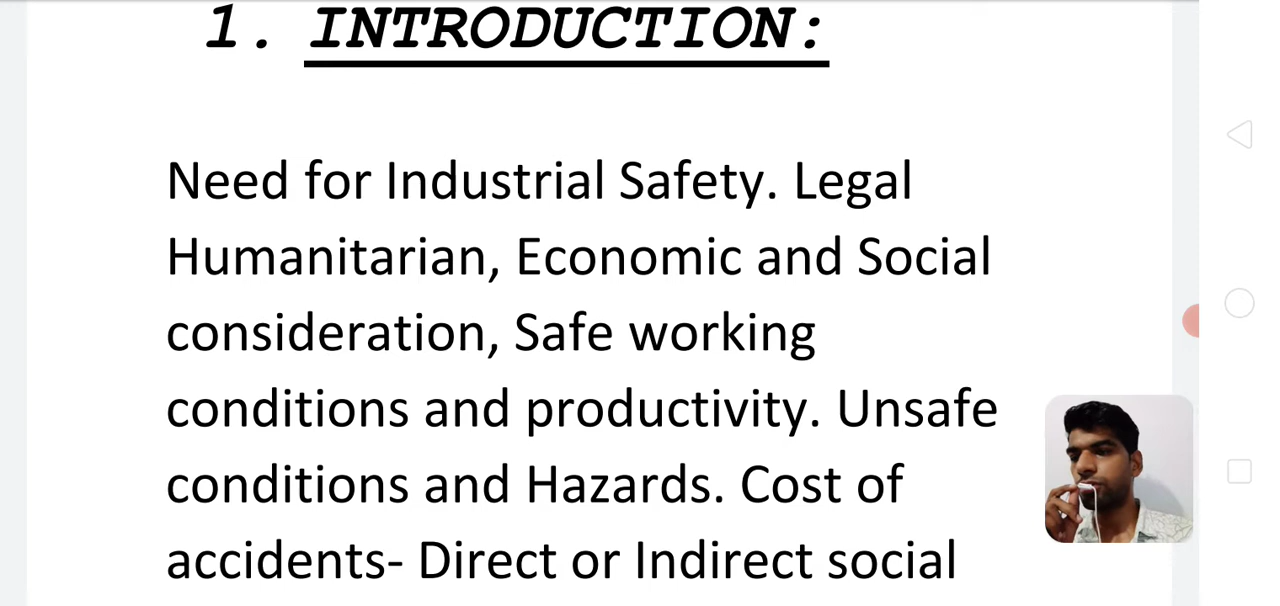 1. INTRODUCTION:
Need for Industrial Safety. Legal
Humanitarian, Economic and Social
consideration, Safe working
conditions and productivity. Unsafe
conditions and Hazards. Cost of
accidents- Direct or Indirect social